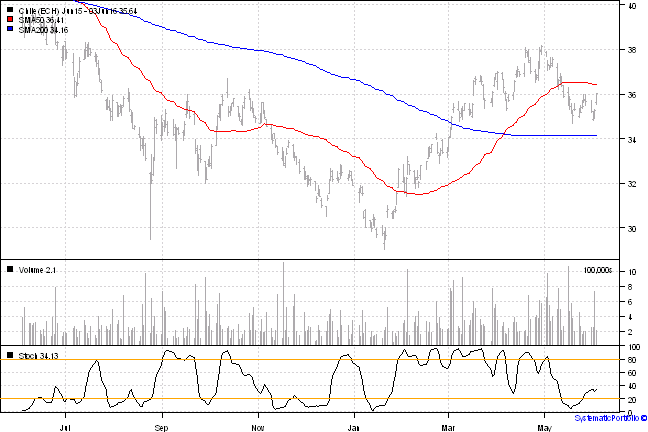 Chile (ECH) Jun15 - 03Jun16 35.64
SMA50 36.41
SMA200 34.16
40
38
36
34
32
30
Volume 2.1
100,000s
10
8
6
4
2
Stoch 34.13
100
80
60
40
20
0
Jul Sep Nov Jan Mar May
SystematicPortfolio ©